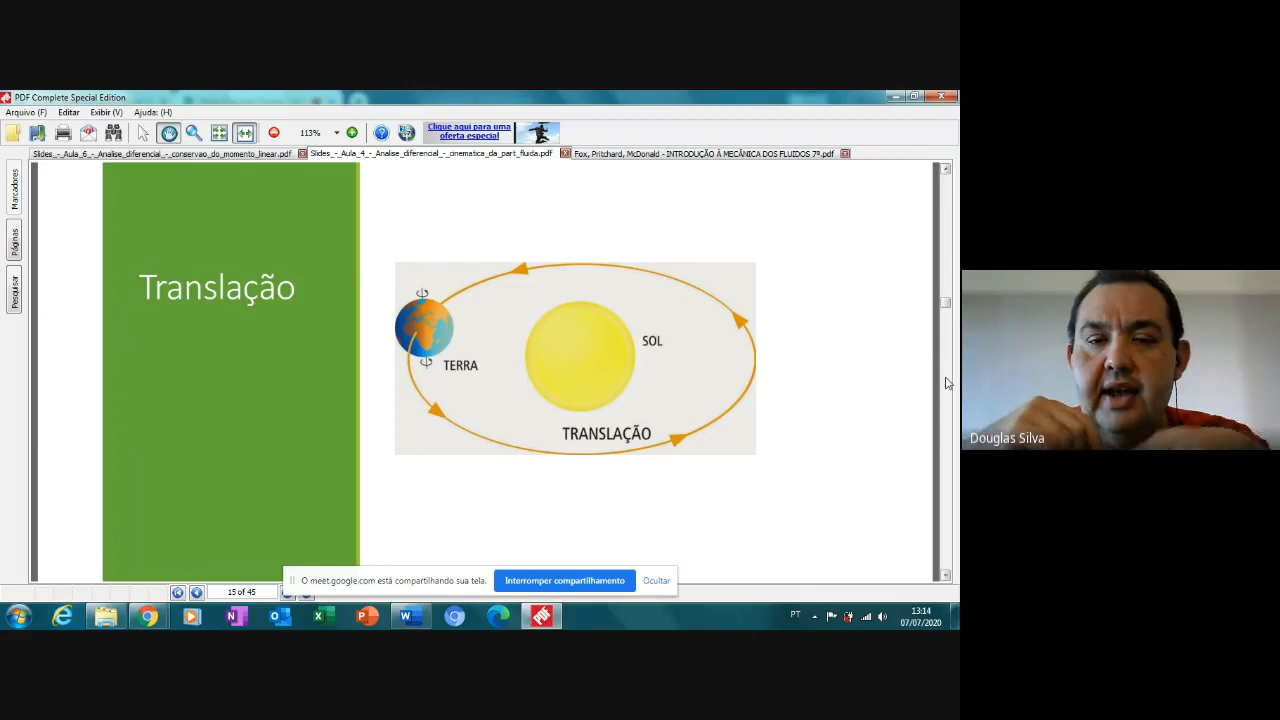 PDF Complete Special Edition
Arquivo (F) Editar Exibir (V) Ajuda: (H)
113%
Clique aqui para uma
oferta especial
Slides_-_Aula_6_-_Analise_diferencial_-_conservao_do_momento_linear.pdf Slides_-_Aula_4_-_Analise_diferencial_-_cinematica_da_part_fluida.pdf Fox, Pritchard, McDonald - INTRODUÇÃO À MECÂNICA DOS FLUIDOS 7ª.pdf
Marcadores
Páginas
Pesquisar
Translação
TERRA
SOL
TRANSLAÇÃO
Douglas Silva
O meet.google.com está compartilhando sua tela. Interromper compartilhamento Ocultar
15 of 45
PT
13:14
07/07/2020